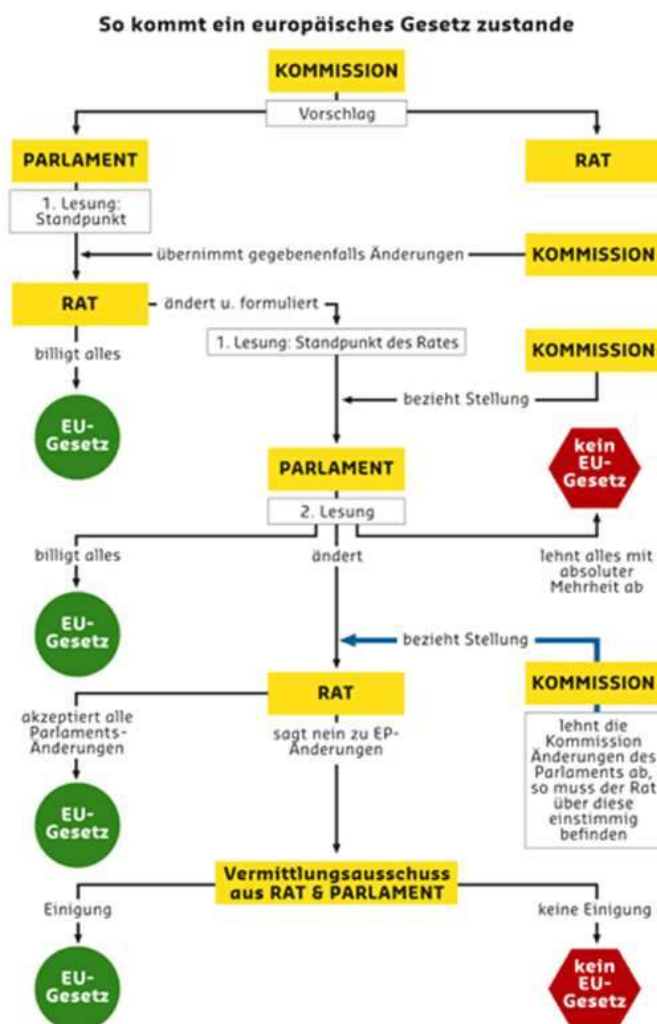 So kommt ein europäisches Gesetz zustande
KOMMISSION
Vorschlag
PARLAMENT
RAT
1. Lesung:
Standpunkt
übernimmt gegebenenfalls Änderungen
KOMMISSION
RAT
ändert u. formuliert
1. Lesung: Standpunkt des Rates
KOMMISSION
billigt alles
bezieht Stellung
EU-
Gesetz
PARLAMENT
kein
EU-
Gesetz
2. Lesung
billigt alles
ändert
lehnt alles mit
absoluter
Mehrheit ab
EU-
Gesetz
bezieht Stellung
RAT
KOMMISSION
akzeptiert alle
Parlaments-
Änderungen
sagt nein zu EP-
Änderungen
lehnt die
Kommission
Änderungen des
Parlaments ab,
so muss der Rat
über diese
einstimmig
befinden
EU-
Gesetz
Vermittlungsausschuss
aus RAT & PARLAMENT
Einigung
keine Einigung
EU-
Gesetz
kein
EU-
Gesetz